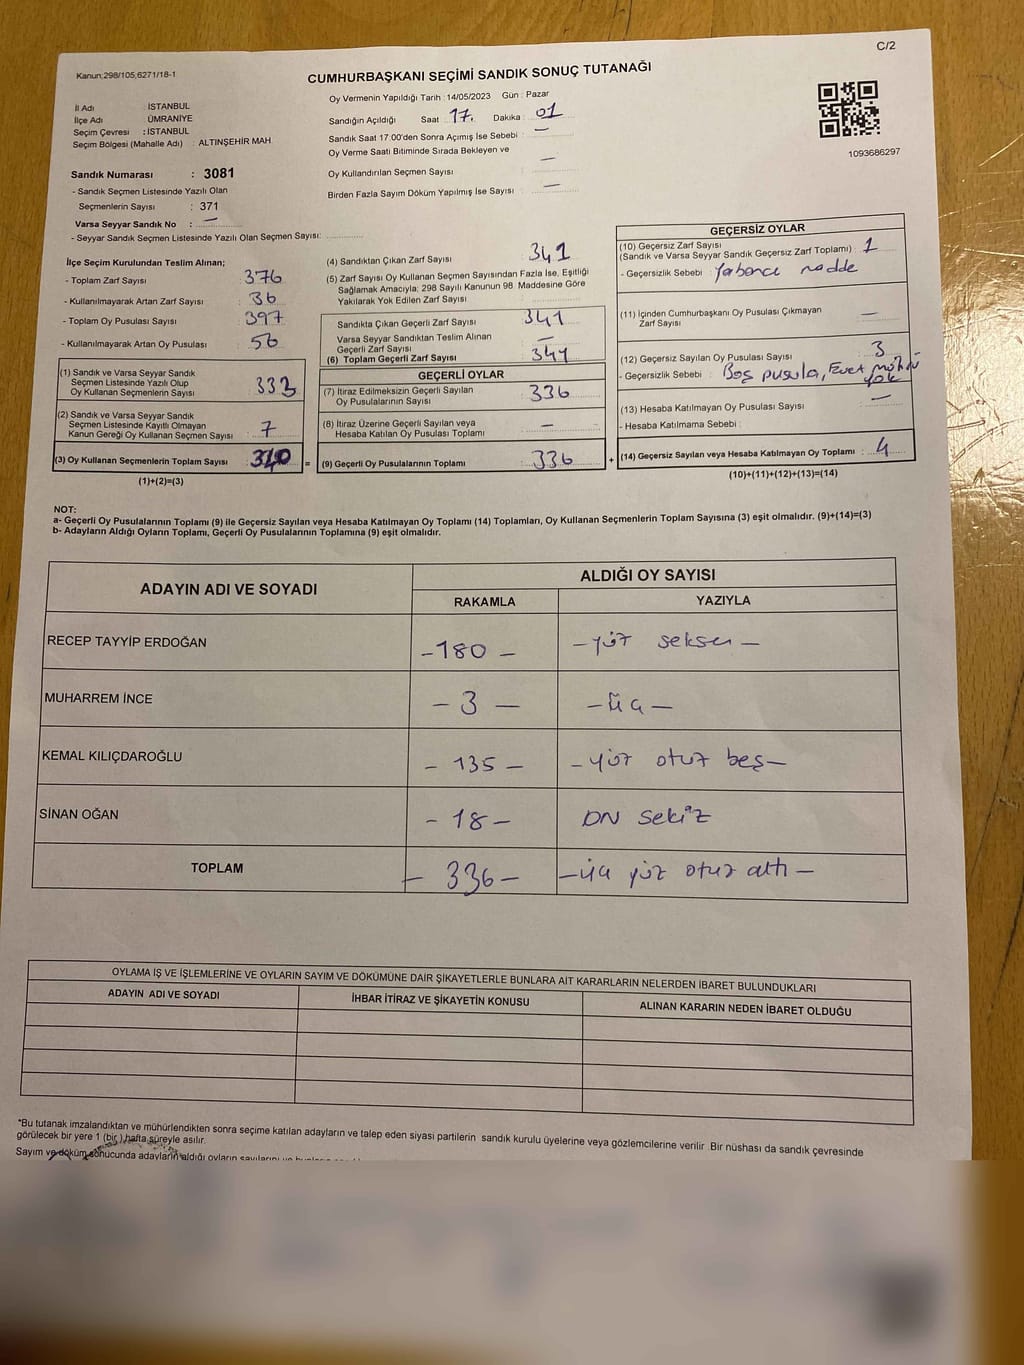 C/2
Kanun;298/105;6271/18-1
CUMHURBAŞKANI SEÇİMİ SANDIK SONUÇ TUTANAĞI
İl Adı : İSTANBUL
İlçe Adı : ÜMRANİYE
Seçim Çevresi : İSTANBUL
Seçim Bölgesi (Mahalle Adı) : ALTINŞEHİR MAH
Sandık Numarası : 3081
- Sandık Seçmen Listesinde Yazılı Olan
Seçmenlerin Sayısı : 371
Varsa Seyyar Sandık No : —
- Seyyar Sandık Seçmen Listesinde Yazılı Olan Seçmen Sayısı:
Oy Vermenin Yapıldığı Tarih : 14/05/2023 Gün : Pazar
Sandığın Açıldığı Saat 17. Dakika : 01
Sandık Saat 17.00'den Sonra Açımış İse Sebebi : —
Oy Verme Saati Bitiminde Sırada Bekleyen ve
Oy Kullandırılan Seçmen Sayısı : —
Birden Fazla Sayım Döküm Yapılmış İse Sayısı : —
1093686297
İlçe Seçim Kurulundan Teslim Alınan;
- Toplam Zarf Sayısı : 376
- Kullanılmayarak Artan Zarf Sayısı : 36
- Toplam Oy Pusulası Sayısı : 397
- Kullanılmayarak Artan Oy Pusulası : 56
(1) Sandık ve Varsa Seyyar Sandık
Seçmen Listesinde Yazılı Olup
Oy Kullanan Seçmenlerin Sayısı : 333
(2) Sandık ve Varsa Seyyar Sandık
Seçmen Listesinde Kayıtlı Olmayan
Kanun Gereği Oy Kullanan Seçmen Sayısı : 7
(3) Oy Kullanan Seçmenlerin Toplam Sayısı : 340 =
(1)+(2)=(3)
(4) Sandıktan Çıkan Zarf Sayısı : 341
(5) Zarf Sayısı Oy Kullanan Seçmen Sayısından Fazla İse, Eşitliği
Sağlamak Amacıyla; 298 Sayılı Kanunun 98. Maddesine Göre
Yakılarak Yok Edilen Zarf Sayısı :
Sandıkta Çıkan Geçerli Zarf Sayısı : 341
Varsa Seyyar Sandıktan Teslim Alınan
Geçerli Zarf Sayısı : —
(6) Toplam Geçerli Zarf Sayısı : 341
GEÇERLİ OYLAR
(7) İtiraz Edilmeksizin Geçerli Sayılan
Oy Pusulalarının Sayısı : 336
(8) İtiraz Üzerine Geçerli Sayılan veya
Hesaba Katılan Oy Pusulası Toplamı : —
(9) Geçerli Oy Pusulalarının Toplamı : 336 +
GEÇERSİZ OYLAR
(10) Geçersiz Zarf Sayısı
(Sandık ve Varsa Seyyar Sandık Geçersiz Zarf Toplamı) : 1
- Geçersizlik Sebebi : Yabancı madde
(11) İçinden Cumhurbaşkanı Oy Pusulası Çıkmayan
Zarf Sayısı : —
(12) Geçersiz Sayılan Oy Pusulası Sayısı : 3
- Geçersizlik Sebebi : Boş pusula, Evet mührü
yok
(13) Hesaba Katılmayan Oy Pusulası Sayısı : —
- Hesaba Katılmama Sebebi :
(14) Geçersiz Sayılan veya Hesaba Katılmayan Oy Toplamı : 4
(10)+(11)+(12)+(13)=(14)
NOT:
a- Geçerli Oy Pusulalarının Toplamı (9) ile Geçersiz Sayılan veya Hesaba Katılmayan Oy Toplamı (14) Toplamları, Oy Kullanan Seçmenlerin Toplam Sayısına (3) eşit olmalıdır. (9)+(14)=(3)
b- Adayların Aldığı Oyların Toplamı, Geçerli Oy Pusulalarının Toplamına (9) eşit olmalıdır.
ADAYIN ADI VE SOYADI ALDIĞI OY SAYISI
RAKAMLA YAZIYLA
RECEP TAYYİP ERDOĞAN - 180 - - yüz seksen -
MUHARREM İNCE - 3 - - üç -
KEMAL KILIÇDAROĞLU - 135 - - yüz otuz beş -
SİNAN OĞAN - 18 - ON sekiz
TOPLAM - 336 - - üç yüz otuz altı -
OYLAMA İŞ VE İŞLEMLERİNE VE OYLARIN SAYIM VE DÖKÜMÜNE DAİR ŞİKAYETLERLE BUNLARA AİT KARARLARIN NELERDEN İBARET BULUNDUKLARI
ADAYIN ADI VE SOYADI İHBAR İTİRAZ VE ŞİKAYETİN KONUSU ALINAN KARARIN NEDEN İBARET OLDUĞU
*Bu tutanak imzalandıktan ve mühürlendikten sonra seçime katılan adayların ve talep eden siyasi partilerin sandık kurulu üyelerine veya gözlemcilerine verilir. Bir nüshası da sandık çevresinde
görülecek bir yere 1 (bir ) hafta süreyle asılır.
Sayım ve döküm sonucunda adayların aldığı oyların sayılarını